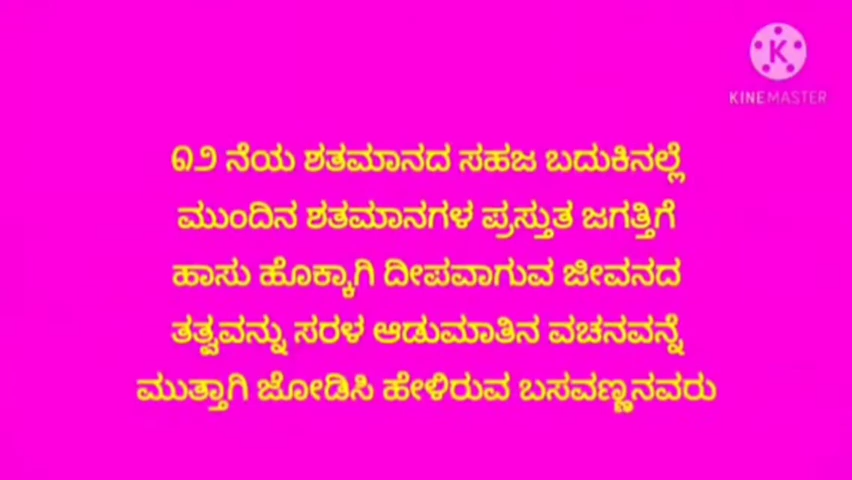 K
KINEMASTER
೧೨ ನೆಯ ಶತಮಾನದ ಸಹಜ ಬದುಕಿನಲ್ಲೆ
ಮುಂದಿನ ಶತಮಾನಗಳ ಪ್ರಸ್ತುತ ಜಗತ್ತಿಗೆ
ಹಾಸು ಹೊಕ್ಕಾಗಿ ದೀಪವಾಗುವ ಜೀವನದ
ತತ್ವವನ್ನು ಸರಳ ಆಡುಮಾತಿನ ವಚನವನ್ನೆ
ಮುತ್ತಾಗಿ ಜೋಡಿಸಿ ಹೇಳಿರುವ ಬಸವಣ್ಣನವರು